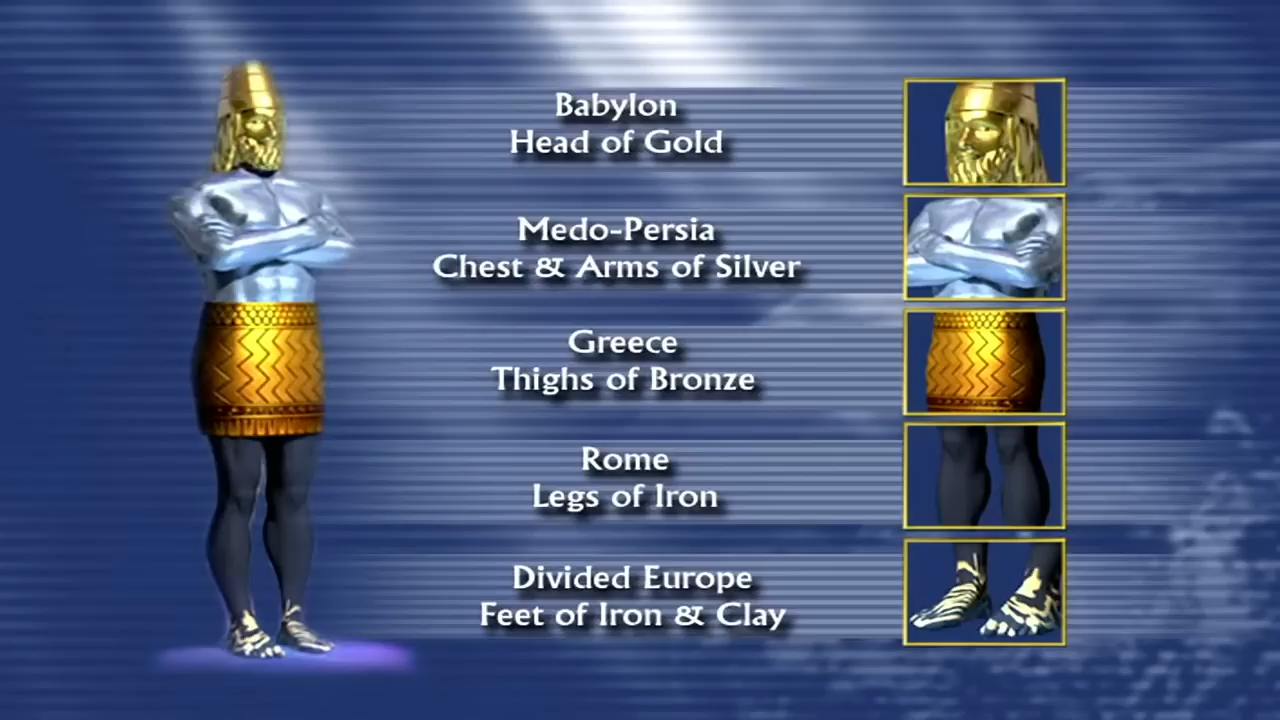 Babylon
Head of Gold
Medo-Persia
Chest & Arms of Silver
Greece
Thighs of Bronze
Rome
Legs of Iron
Divided Europe
Feet of Iron & Clay